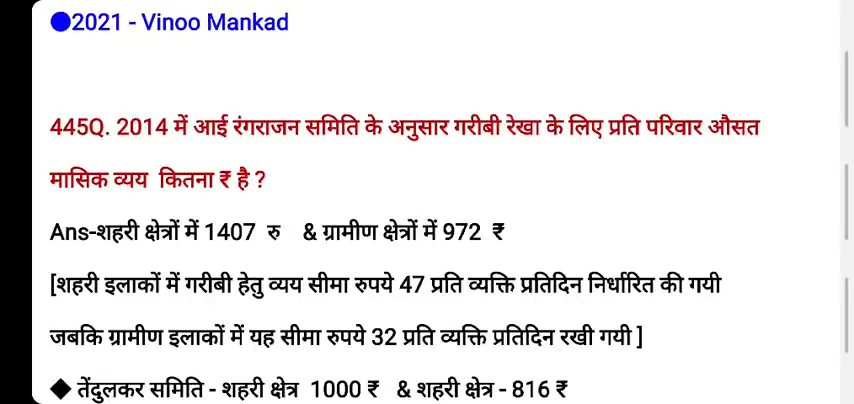 ●2021 - Vinoo Mankad
445Q. 2014 में आई रंगराजन समिति के अनुसार गरीबी रेखा के लिए प्रति परिवार औसत
मासिक व्यय कितना ₹ है ?
Ans-शहरी क्षेत्रों में 1407 रु & ग्रामीण क्षेत्रों में 972 ₹
[शहरी इलाकों में गरीबी हेतु व्यय सीमा रुपये 47 प्रति व्यक्ति प्रतिदिन निर्धारित की गयी
जबकि ग्रामीण इलाकों में यह सीमा रुपये 32 प्रति व्यक्ति प्रतिदिन रखी गयी ]
◆ तेंदुलकर समिति - शहरी क्षेत्र 1000 ₹ & शहरी क्षेत्र - 816 ₹